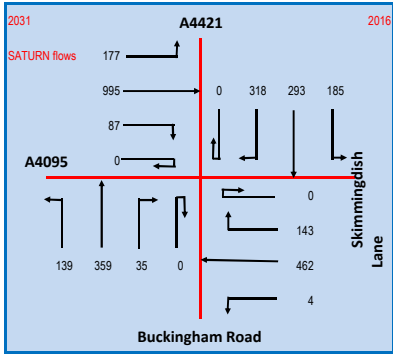 2031 A4421 2016
SATURN flows 177
995 0 318 293 185
87
A4095 0
0
143
139 359 35 0 462
4
Skimmingdish
Lane
Buckingham Road